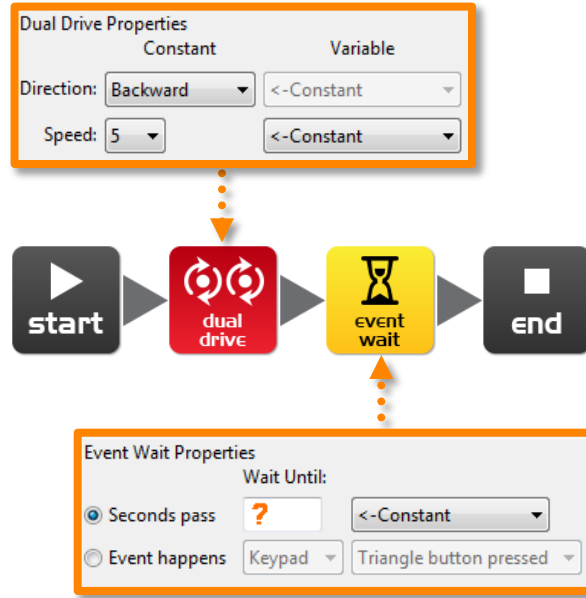 Dual Drive Properties
Constant Variable
Direction: Backward <-Constant
Speed: 5 <-Constant
start
dual
drive
event
wait
end
Event Wait Properties
Wait Until:
Seconds pass ? <-Constant
Event happens Keypad Triangle button pressed